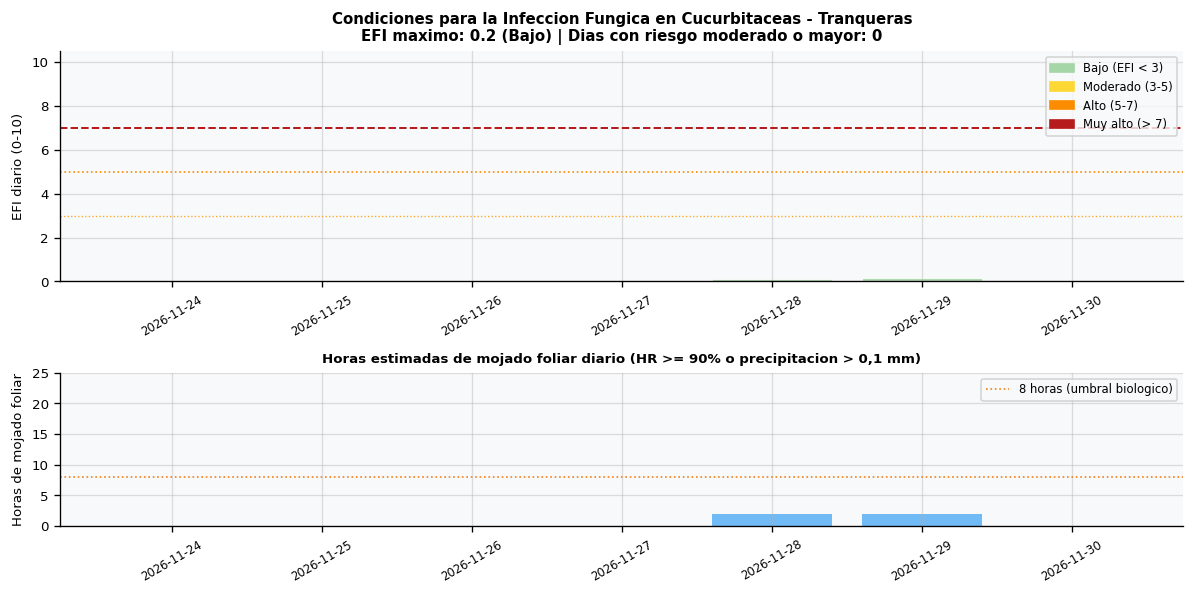 Condiciones para la Infeccion Fungica en Cucurbitaceas - Tranqueras
EFI maximo: 0.2 (Bajo) | Dias con riesgo moderado o mayor: 0
EFI diario (0-10)
10
8
6
4
2
0
Bajo (EFI < 3)
Moderado (3-5)
Alto (5-7)
Muy alto (> 7)
2026-11-24
2026-11-25
2026-11-26
2026-11-27
2026-11-28
2026-11-29
2026-11-30
Horas estimadas de mojado foliar diario (HR >= 90% o precipitacion > 0,1 mm)
Horas de mojado foliar
25
20
15
10
5
0
8 horas (umbral biologico)
2026-11-24
2026-11-25
2026-11-26
2026-11-27
2026-11-28
2026-11-29
2026-11-30